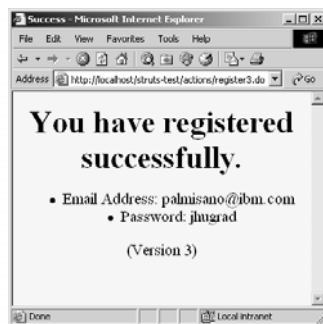 Success - Microsoft Internet Explorer
File Edit View Favorites Tools Help
Address http://localhost/struts-test/actions/register3.do Go
You have registered
successfully.
• Email Address: palmisano@ibm.com
• Password: jhugrad
(Version 3)
Done Local intranet